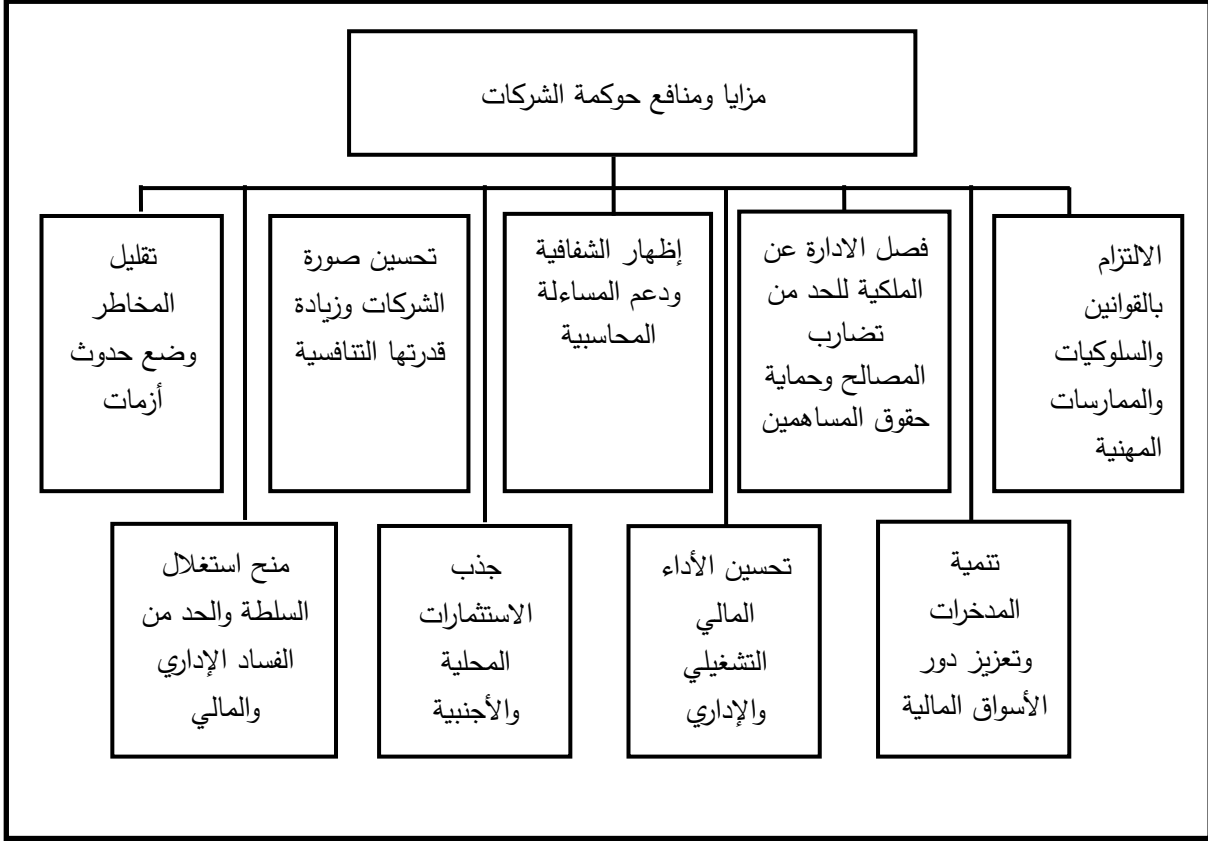 مزايا ومنافع حوكمة الشركات
الالتزام
بالقوانين
والسلوكيات
والممارسات
المهنية
فصل الادارة عن
الملكية للحد من
تضارب
المصالح وحماية
حقوق المساهمين
إظهار الشفافية
ودعم المساءلة
المحاسبية
تحسين صورة
الشركات وزيادة
قدرتها التنافسية
تقليل
المخاطر
وضع حدوث
أزمات
تنمية
المدخرات
وتعزيز دور
الأسواق المالية
تحسين الأداء
المالي
التشغيلي
والإداري
جذب
الاستثمارات
المحلية
والأجنبية
منح استغلال
السلطة والحد من
الفساد الإداري
والمالي